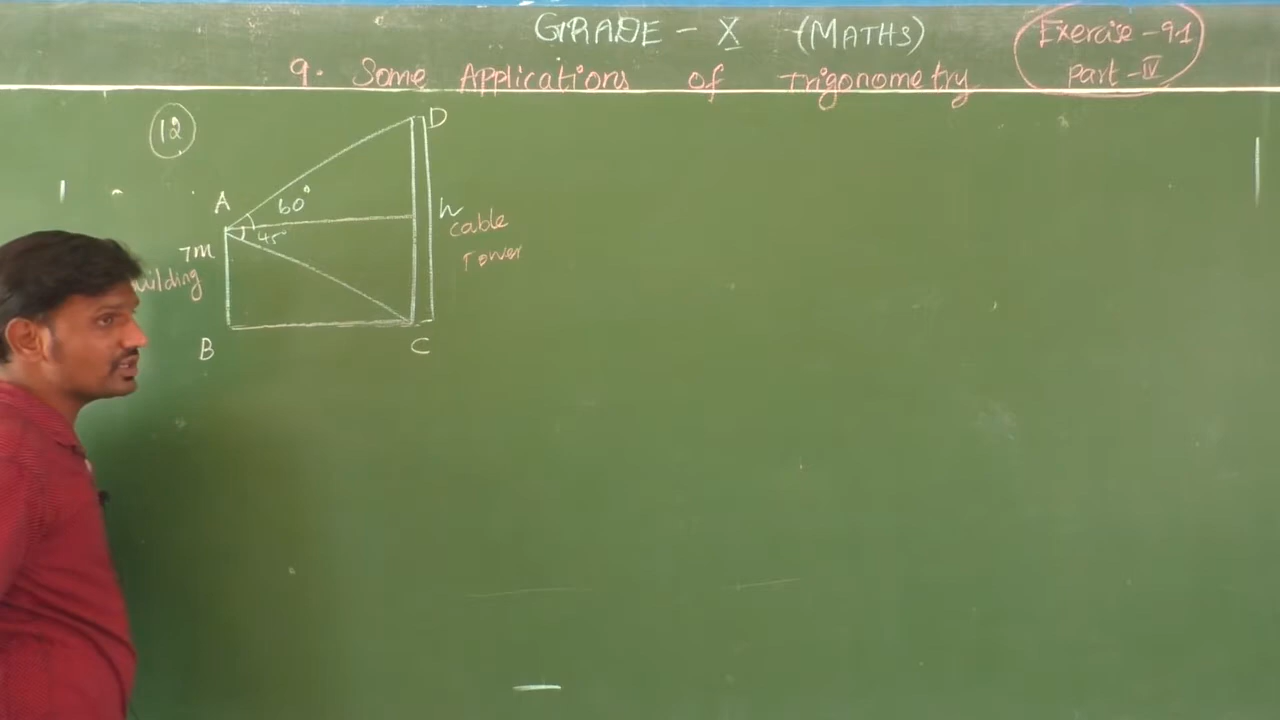 GRADE - X (MATHS)
Exercise - 9.1
Part - IV
9. Some Applications of Trigonometry
12
D
A
60°
h
45°
cable
Tower
7m
uilding
B
C